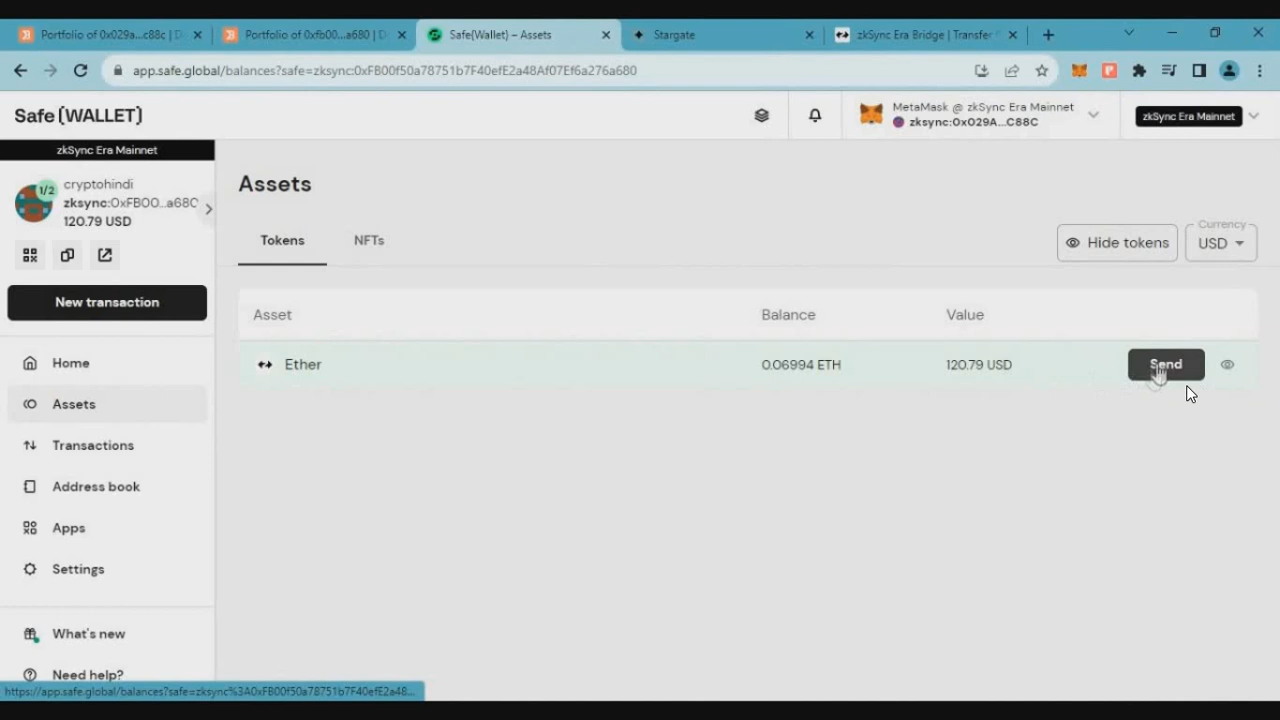 Portfolio of 0x029a...c88c | D
Portfolio of 0xfb00...a680 | D
Safe{Wallet} – Assets
Stargate
zkSync Era Bridge | Transfer
app.safe.global/balances?safe=zksync:0xFB00f50a78751b7F40efE2a48Af07Ef6a276a680
Safe{WALLET}
MetaMask @ zkSync Era Mainnet
zksync:0x029A...C88C
zkSync Era Mainnet
zkSync Era Mainnet
1/2
cryptohindi
zksync:0xFB00...a680
120.79 USD
New transaction
Home
Assets
Transactions
Address book
Apps
Settings
What's new
Need help?
Assets
Tokens
NFTs
Hide tokens
Currency
USD
Asset
Balance
Value
Ether
0.06994 ETH
120.79 USD
Send
https://app.safe.global/balances?safe=zksync%3A0xFB00f50a78751b7F40efE2a48...